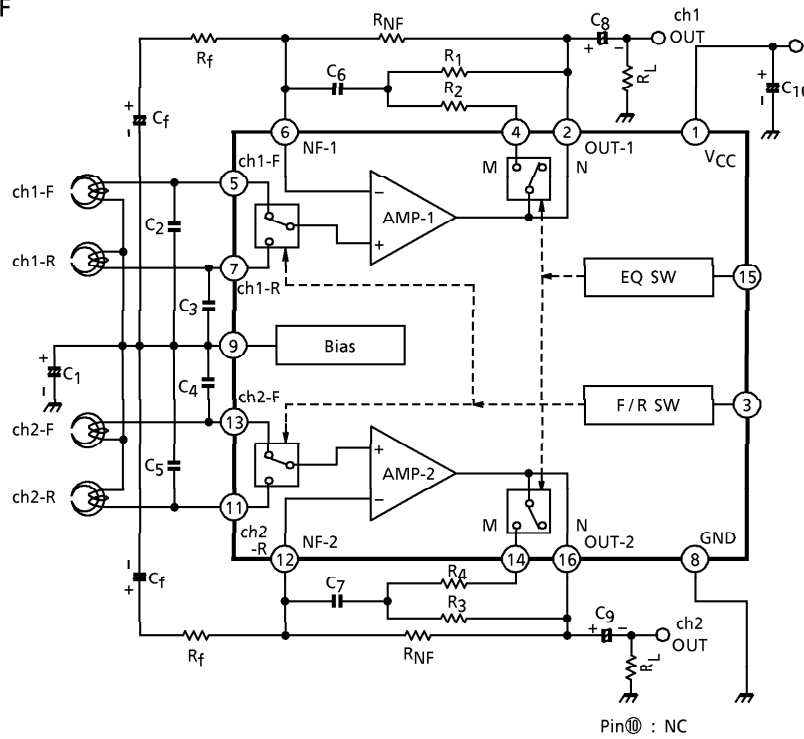 F
ch1
RNF
C8
OUT
+ −
Rf
R1
C6
RL
R2
+
−
C10
+
−
Cf
6 NF-1
4
2 OUT-1
1
VCC
ch1-F
M N
ch1-F
5
−
AMP-1
+
C2
ch1-R
7
ch1-R
EQ SW
15
C3
9
Bias
+
−
C1
C4
ch2-F
F/R SW
3
ch2-F
13
+
AMP-2
−
C5
ch2-R
11
ch2
-R
M N
GND
12 NF-2
14
16 OUT-2
8
−
+
Cf
R4
C7
R3
C9
ch2
+ −
OUT
Rf
RNF
RL
Pin⑩ : NC